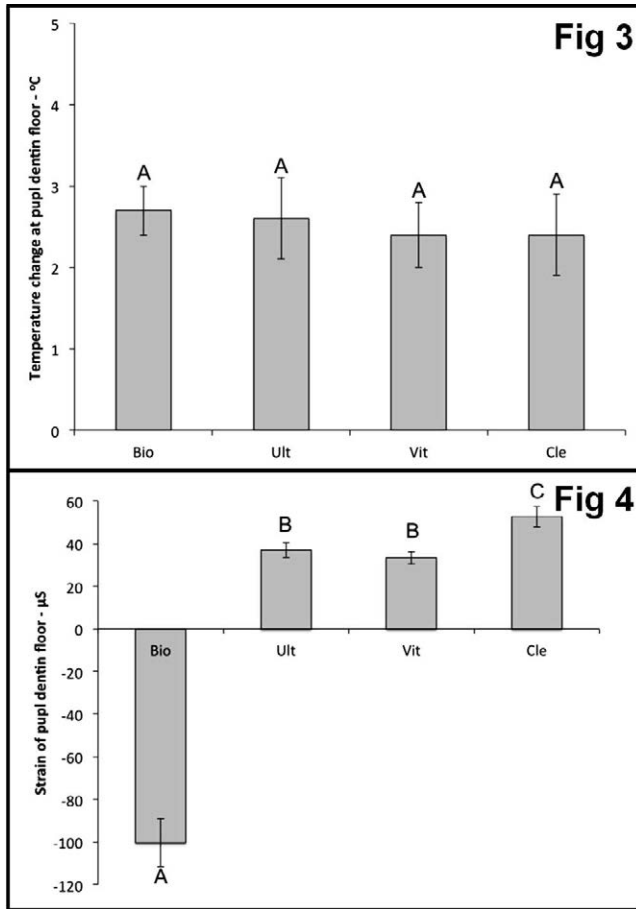 Fig 3
Temperature change at pupl dentin floor - ºC
5
4
3
2
1
0
A
A
A
A
Bio
Ult
Vit
Cle
Fig 4
Strain of pupl dentin floor - µS
60
40
20
0
-20
-40
-60
-80
-100
-120
B
B
C
Bio
Ult
Vit
Cle
A